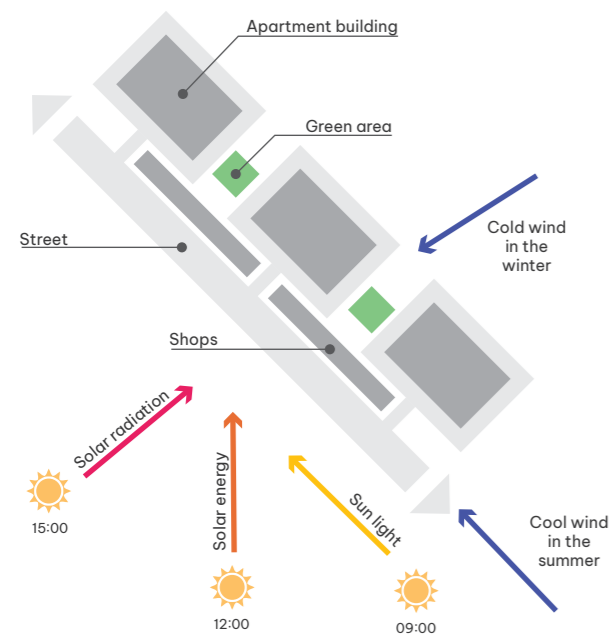 Apartment building
Green area
Cold wind
in the
winter
Street
Shops
Solar radiation
Solar energy
Sun light
15:00
Cool wind
in the
summer
12:00
09:00